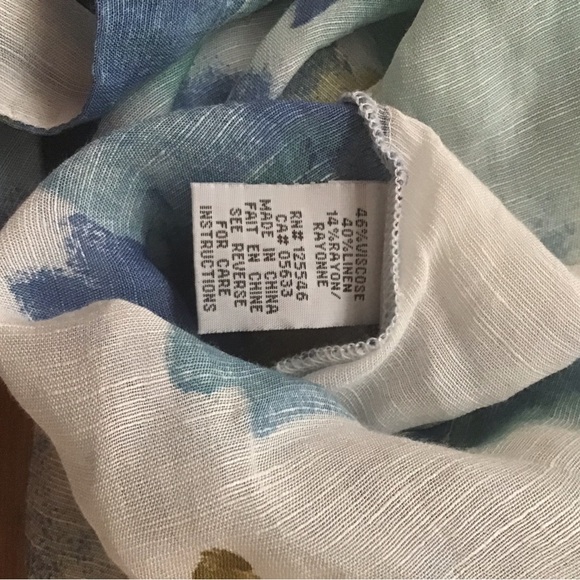 46%VISCOSE
40%LINEN
14%RAYON/
RAYONNE
RN# 125546
CA# 05633
MADE IN CHINA
FAIT EN CHINE
SEE REVERSE
FOR CARE
INSTRUCTIONS